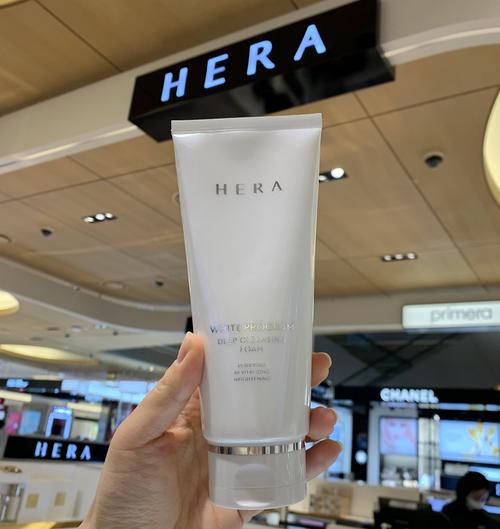 HERA
HERA
WHITE PROGRAM
DEEP CLEANSING
FOAM
PURIFYING
REVITALIZING
BRIGHTENING
primera
CHANEL
HERA